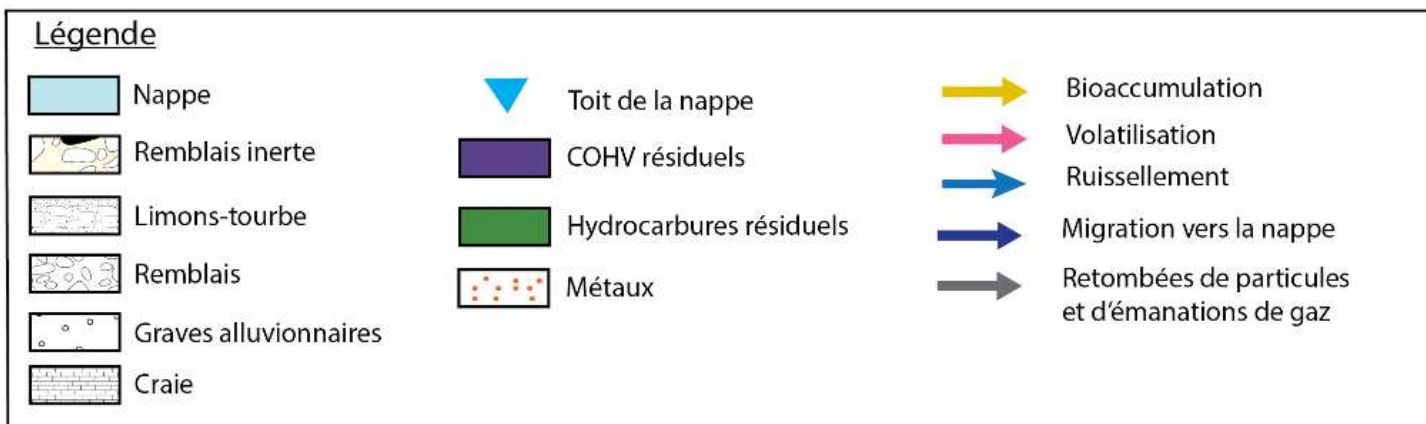 Légende
Nappe
Remblais inerte
Limons-tourbe
Remblais
Graves alluvionnaires
Craie
Toit de la nappe
COHV résiduels
Hydrocarbures résiduels
Métaux
Bioaccumulation
Volatilisation
Ruissellement
Migration vers la nappe
Retombées de particules
et d'émanations de gaz